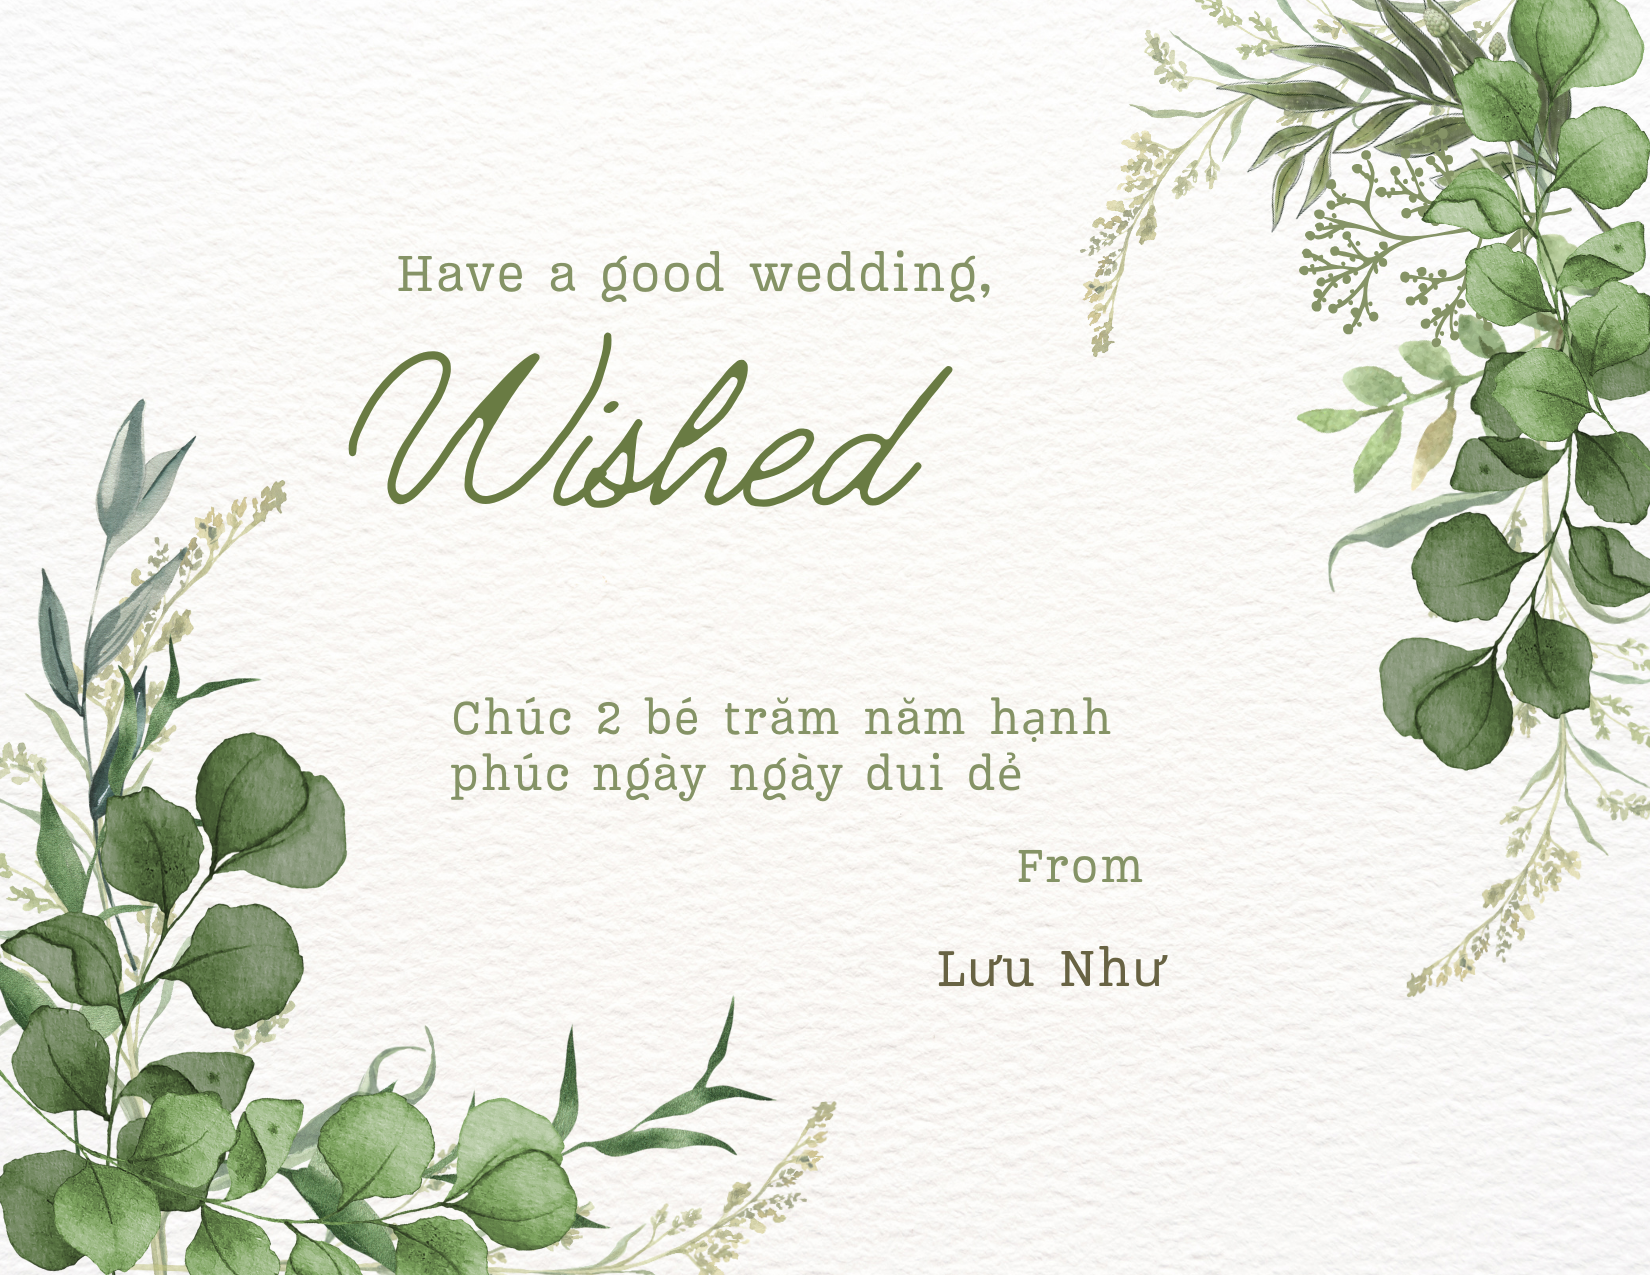 Have a good wedding,
Wished
Chúc 2 bé trăm năm hạnh
phúc ngày ngày dui dẻ
From
Lưu Như